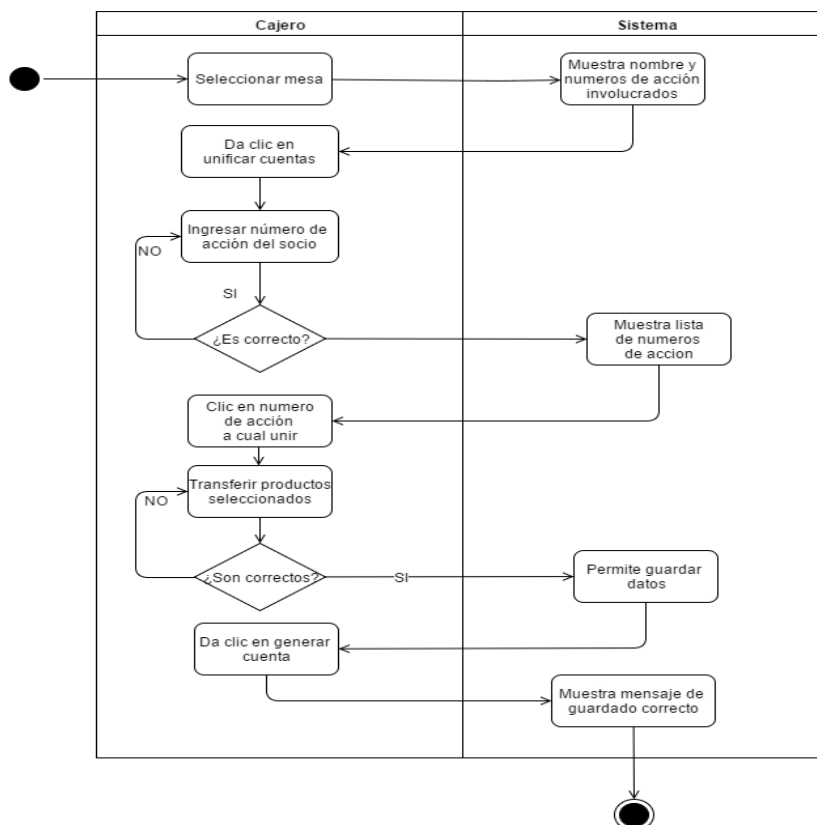 Cajero
Sistema
Seleccionar mesa
Muestra nombre y
numeros de acción
involucrados
Da clic en
unificar cuentas
Ingresar número de
acción del socio
NO
SI
¿Es correcto?
Muestra lista
de numeros
de accion
Clic en numero
de acción
a cual unir
Transferir productos
seleccionados
NO
¿Son correctos?
SI
Permite guardar
datos
Da clic en generar
cuenta
Muestra mensaje de
guardado correcto